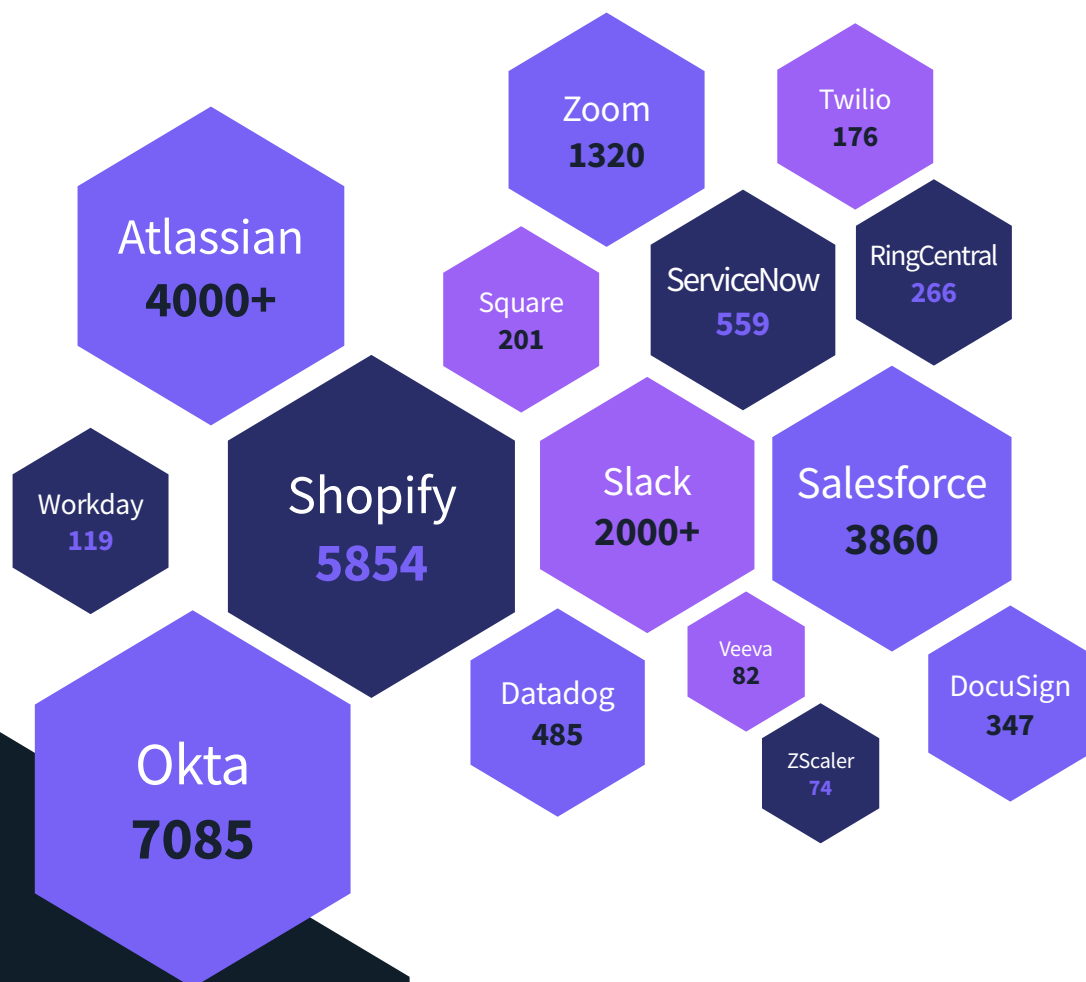 Zoom
1320
Twilio
176
Atlassian
4000+
Square
201
ServiceNow
559
RingCentral
266
Workday
119
Shopify
5854
Slack
2000+
Salesforce
3860
Okta
7085
Datadog
485
Veeva
82
ZScaler
74
DocuSign
347